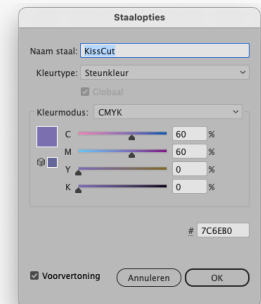 Staalopties
Naam staal: KissCut
Kleurtype: Steunkleur
Globaal
Kleurmodus: CMYK
C 60 %
M 60 %
Y 0 %
K 0 %
# 7C6EB0
Voorvertoning Annuleren OK